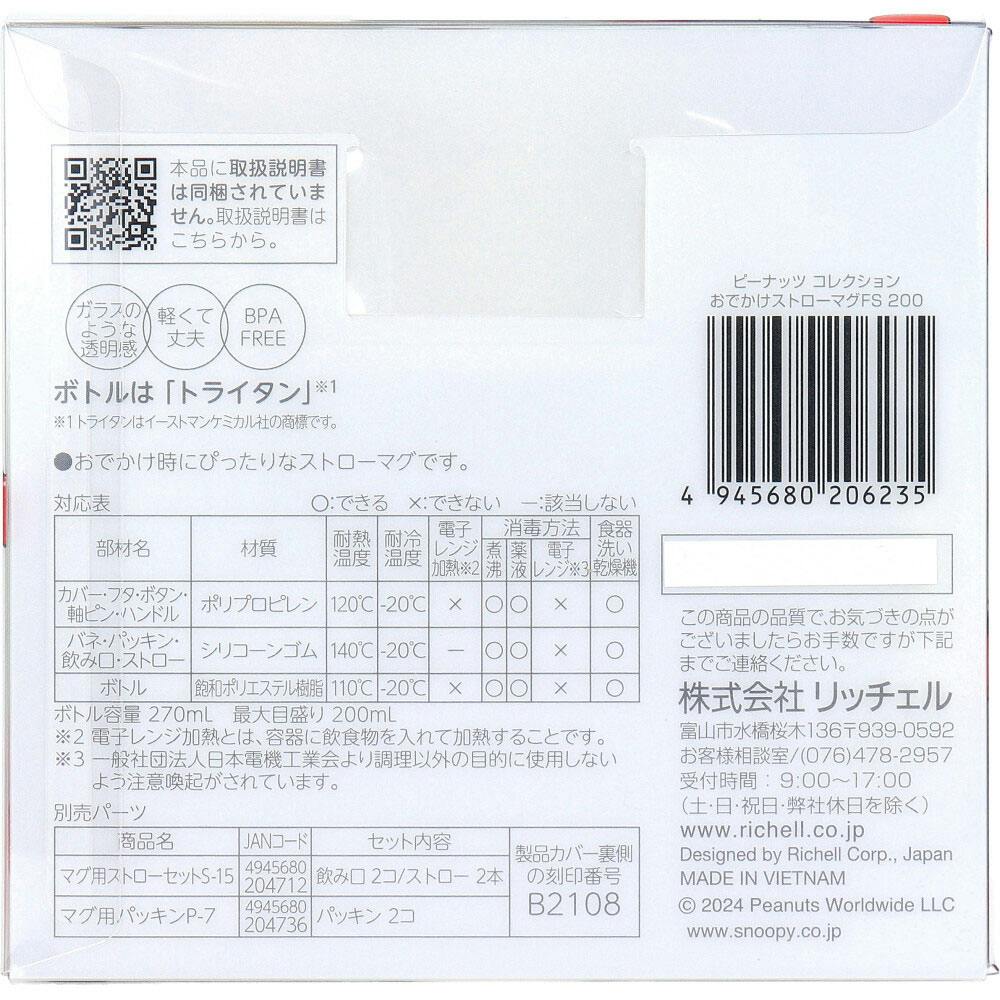 本品に取扱説明書
は同梱されていま
せん。取扱説明書は
こちらから。
ガラスの
ような
透明感
軽くて
丈夫
BPA
FREE
ボトルは「トライタン」※1
※1トライタンはイーストマンケミカル社の商標です。
●おでかけ時にぴったりなストローマグです。
対応表 〇:できる ×:できない ー:該当しない
部材名 材質 耐熱温度 耐冷温度 電子レンジ加熱※2 消毒方法 煮沸 薬液 電子レンジ※3 食器洗い乾燥機
カバー・フタ・ボタン・軸ピン・ハンドル ポリプロピレン 120℃ -20℃ × 〇 〇 × 〇
バネ・パッキン・飲み口・ストロー シリコーンゴム 140℃ -20℃ ー 〇 〇 × 〇
ボトル 飽和ポリエステル樹脂 110℃ -20℃ × 〇 〇 × 〇
ボトル容量 270mL 最大目盛り 200mL
※2 電子レンジ加熱とは、容器に飲食物を入れて加熱することです。
※3 一般社団法人日本電機工業会より調理以外の目的に使用しない
よう注意喚起がされています。
別売パーツ
商品名 JANコード セット内容
マグ用ストローセットS-15 4945680 204712 飲み口 2コ/ストロー 2本
マグ用パッキンP-7 4945680 204736 パッキン 2コ
製品カバー裏側
の刻印番号
B2108
ピーナッツ コレクション
おでかけストローマグFS 200
4 945680 206235
この商品の品質で、お気づきの点が
ございましたらお手数ですが下記
までご連絡ください。
株式会社 リッチェル
富山市水橋桜木136〒939-0592
お客様相談室/(076)478-2957
受付時間:9:00〜17:00
(土・日・祝日・弊社休日を除く)
www.richell.co.jp
Designed by Richell Corp., Japan
MADE IN VIETNAM
© 2024 Peanuts Worldwide LLC
www.snoopy.co.jp